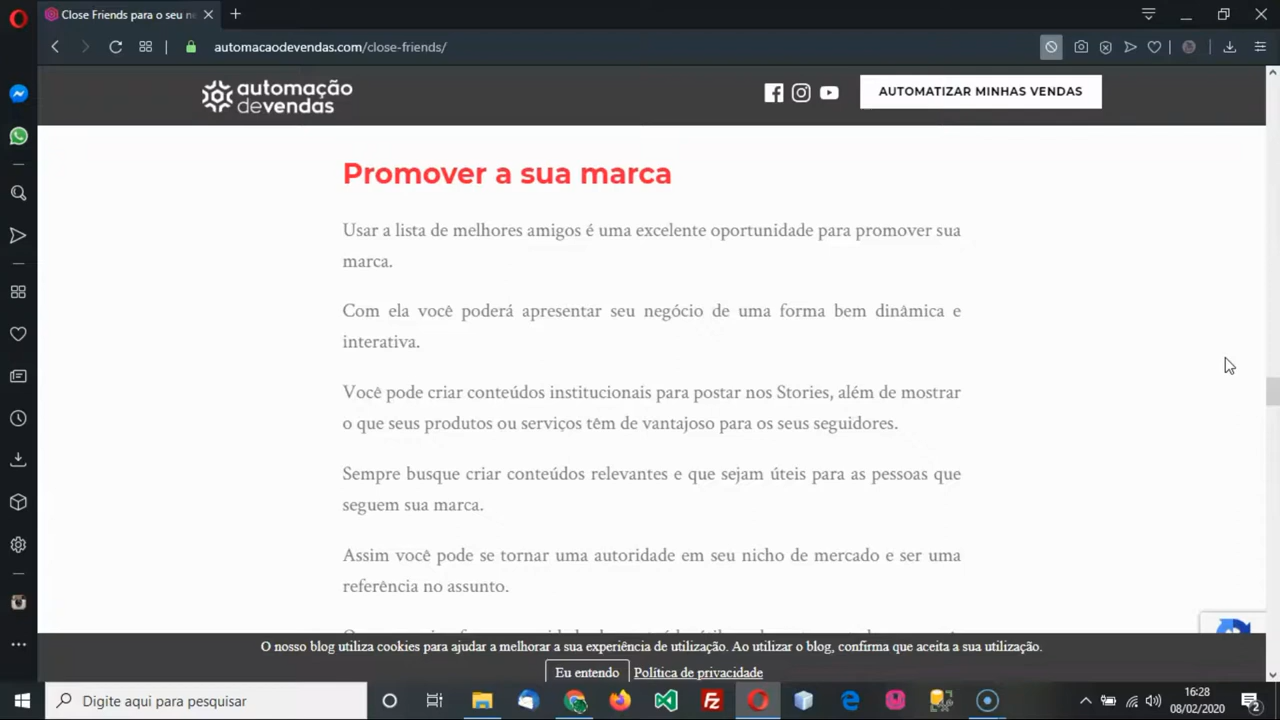 Close Friends para o seu
automacaodevendas.com/close-friends/
automação
devendas
AUTOMATIZAR MINHAS VENDAS
Promover a sua marca
Usar a lista de melhores amigos é uma excelente oportunidade para promover sua
marca.
Com ela você poderá apresentar seu negócio de uma forma bem dinâmica e
interativa.
Você pode criar conteúdos institucionais para postar nos Stories, além de mostrar
o que seus produtos ou serviços têm de vantajoso para os seus seguidores.
Sempre busque criar conteúdos relevantes e que sejam úteis para as pessoas que
seguem sua marca.
Assim você pode se tornar uma autoridade em seu nicho de mercado e ser uma
referência no assunto.
O nosso blog utiliza cookies para ajudar a melhorar a sua experiência de utilização. Ao utilizar o blog, confirma que aceita a sua utilização.
Eu entendo Política de privacidade
Digite aqui para pesquisar
16:28
08/02/2020
2